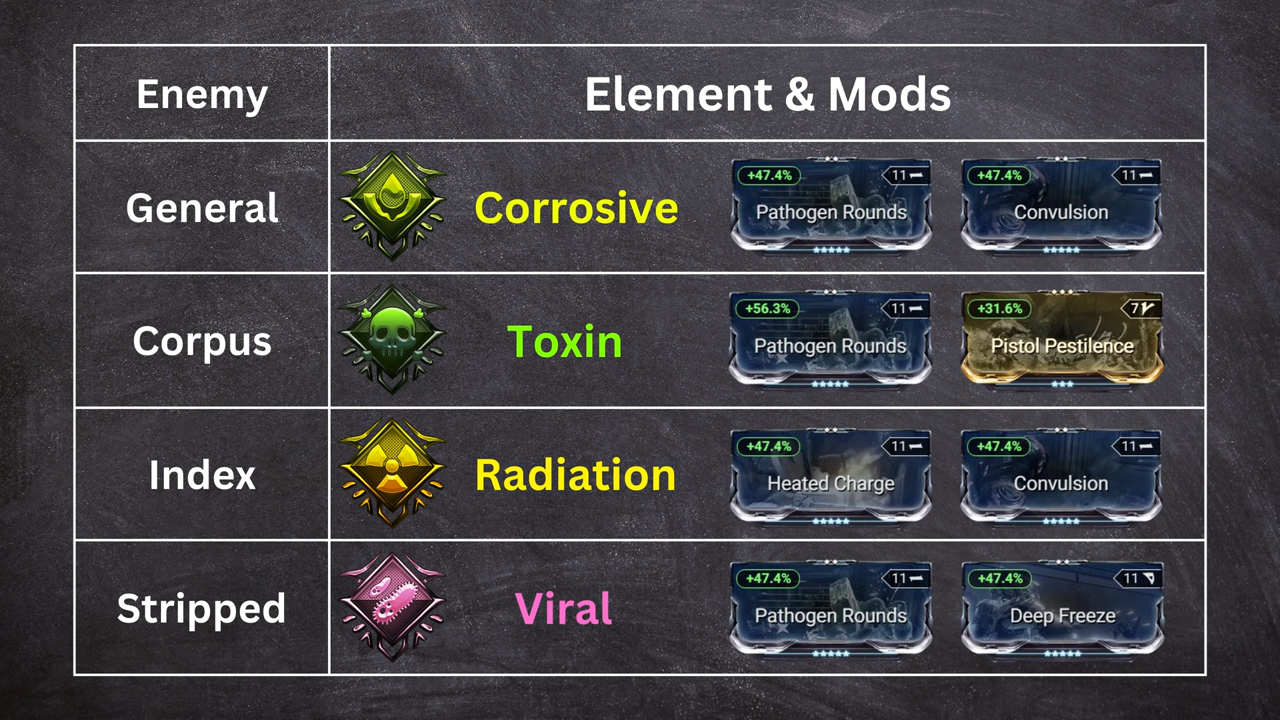 Enemy
Element & Mods
General
Corrosive
+47.4%
11
Pathogen Rounds
+47.4%
11
Convulsion
Corpus
Toxin
+56.3%
11
Pathogen Rounds
+31.6%
7
Pistol Pestilence
Index
Radiation
+47.4%
11
Heated Charge
+47.4%
11
Convulsion
Stripped
Viral
+47.4%
11
Pathogen Rounds
+47.4%
11
Deep Freeze